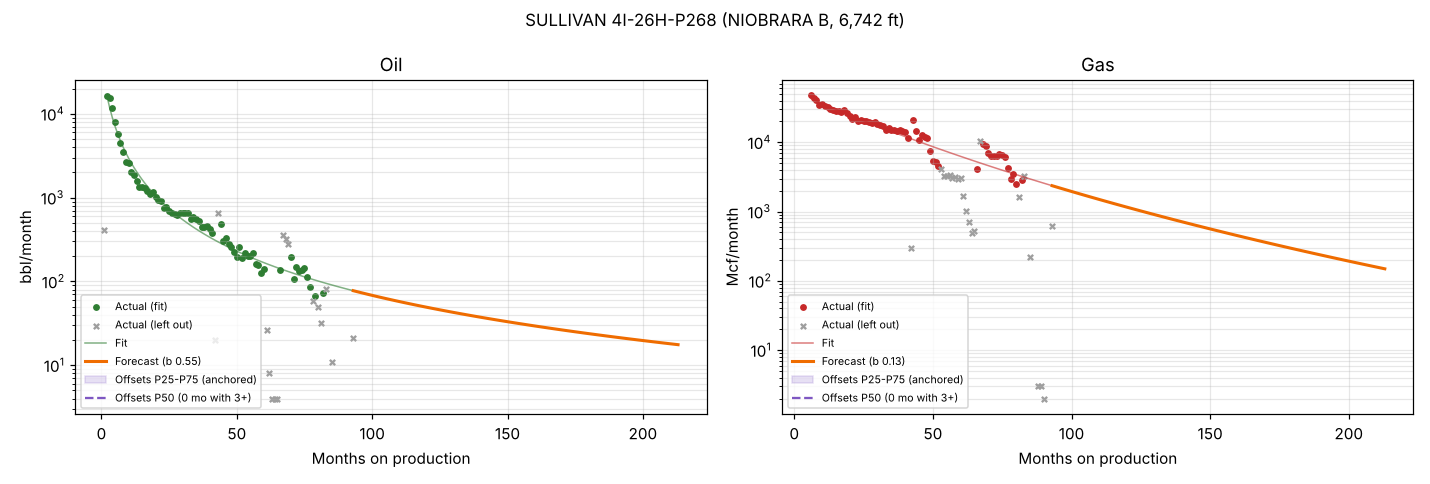 SULLIVAN 4I-26H-P268 (NIOBRARA B, 6,742 ft)
Oil
bbl/month
10⁴
10³
10²
10¹
Actual (fit)
Actual (left out)
Fit
Forecast (b 0.55)
Offsets P25-P75 (anchored)
Offsets P50 (0 mo with 3+)
0 50 100 150 200
Months on production
Gas
Mcf/month
10⁴
10³
10²
10¹
Actual (fit)
Actual (left out)
Fit
Forecast (b 0.13)
Offsets P25-P75 (anchored)
Offsets P50 (0 mo with 3+)
0 50 100 150 200
Months on production